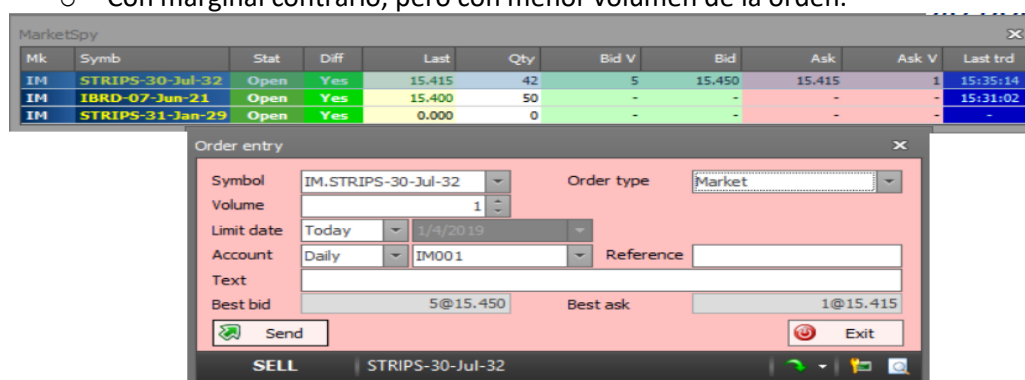 o Con marginal contrario, pero con menor volumen de la orden.
MarketSpy
Mk Symb Stat Diff Last Qty Bid V Bid Ask Ask V Last trd
IM STRIPS-30-Jul-32 Open Yes 15.415 42 5 15.450 15.415 1 15:35:14
IM IBRD-07-Jun-21 Open Yes 15.400 50 - - - - 15:31:02
IM STRIPS-31-Jan-29 Open Yes 0.000 0 - - - - -
Order entry
Symbol IM.STRIPS-30-Jul-32 Order type Market
Volume 1
Limit date Today 1/4/2019
Account Daily IM001 Reference
Text
Best bid 5@15.450 Best ask 1@15.415
Send Exit
SELL STRIPS-30-Jul-32